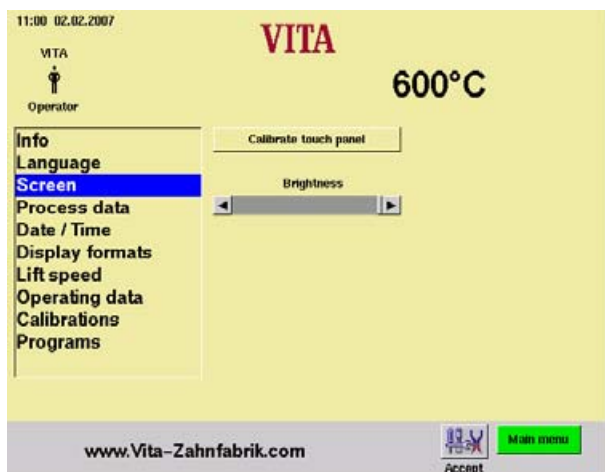 11:00 02.02.2007
VITA
VITA
Operator
600°C
Info
Language
Screen
Process data
Date / Time
Display formats
Lift speed
Operating data
Calibrations
Programs
Calibrate touch panel
Brightness
www.Vita-Zahnfabrik.com
Accept
Main menu